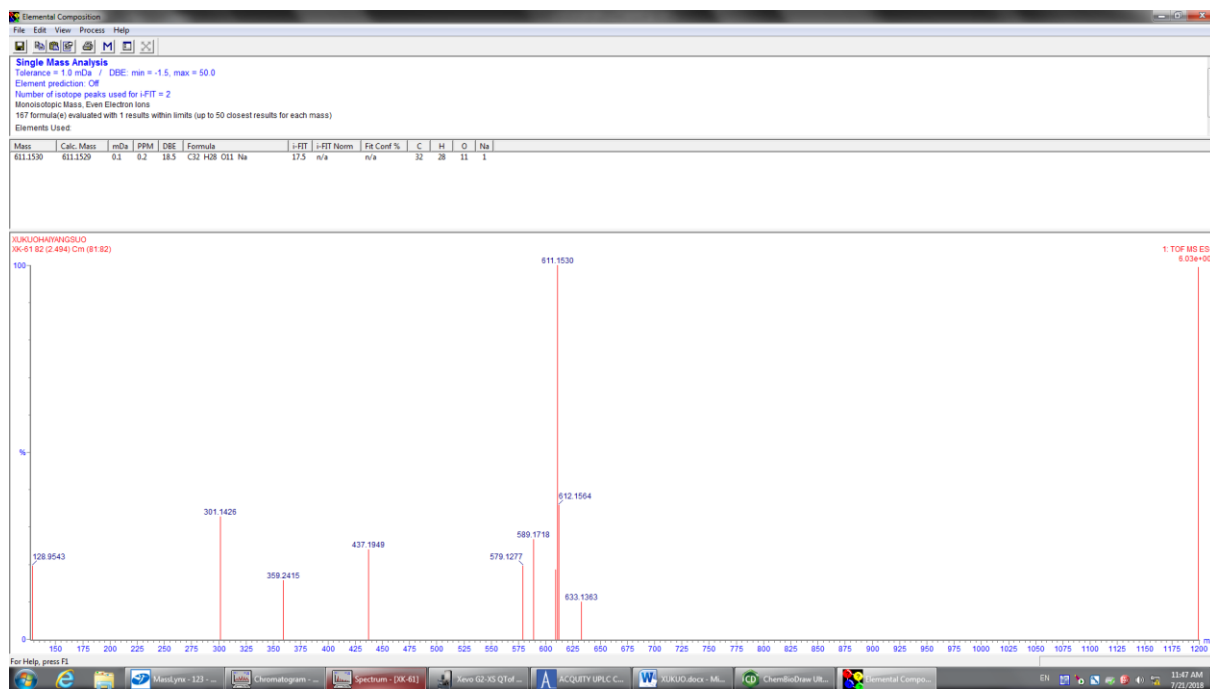 Elemental Composition
File Edit View Process Help
Single Mass Analysis
Tolerance = 1.0 mDa / DBE: min = -1.5, max = 50.0
Element prediction: Off
Number of isotope peaks used for i-FIT = 2
Monoisotopic Mass, Even Electron Ions
167 formula(e) evaluated with 1 results within limits (up to 50 closest results for each mass)
Elements Used:
Mass Calc. Mass mDa PPM DBE Formula i-FIT i-FIT Norm Fit Conf % C H O Na
611.1530 611.1529 0.1 0.2 18.5 C32 H28 O11 Na 17.5 n/a n/a 32 28 11 1
XUKUOHAIYANGSUO
XK-61 82 (2.494) Cm (81:82)
1: TOF MS ES
6.03e+00
100
%
0
611.1530
612.1564
301.1426
589.1718
437.1949
128.9543
579.1277
359.2415
633.1363
150 175 200 225 250 275 300 325 350 375 400 425 450 475 500 525 550 575 600 625 650 675 700 725 750 775 800 825 850 875 900 925 950 975 1000 1025 1050 1075 1100 1125 1150 1175 1200
For Help, press F1
MassLynx - 123 - ... Chromatogram - ... Spectrum - [XK-61] Xevo G2-XS QTof ... ACQUITY UPLC C... XUKUO.docx - Mi... ChemBioDraw Ult... Elemental Compo... EN 11:47 AM
7/21/2018